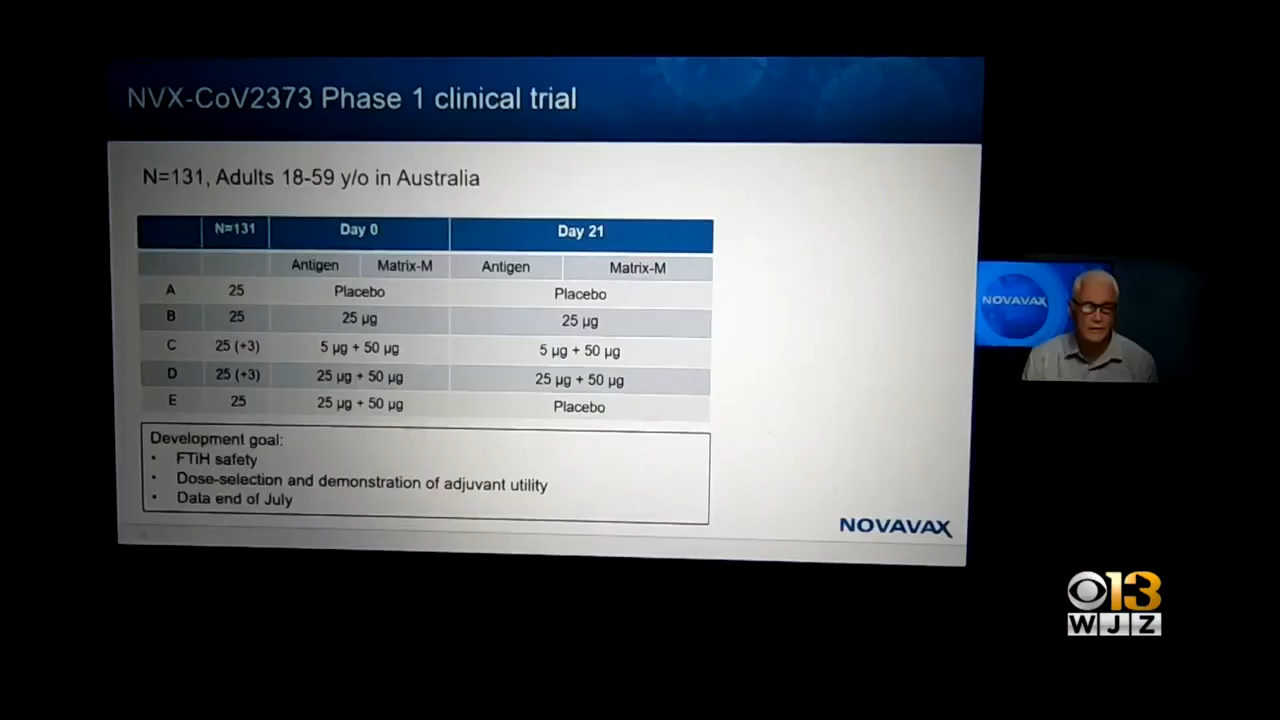 NVX-CoV2373 Phase 1 clinical trial
N=131, Adults 18-59 y/o in Australia
N=131 Day 0 Day 21
Antigen Matrix-M Antigen Matrix-M
A 25 Placebo Placebo
B 25 25 µg 25 µg
C 25 (+3) 5 µg + 50 µg 5 µg + 50 µg
D 25 (+3) 25 µg + 50 µg 25 µg + 50 µg
E 25 25 µg + 50 µg Placebo
Development goal:
• FTiH safety
• Dose-selection and demonstration of adjuvant utility
• Data end of July
NOVAVAX
NOVAVAX
13
WJZ